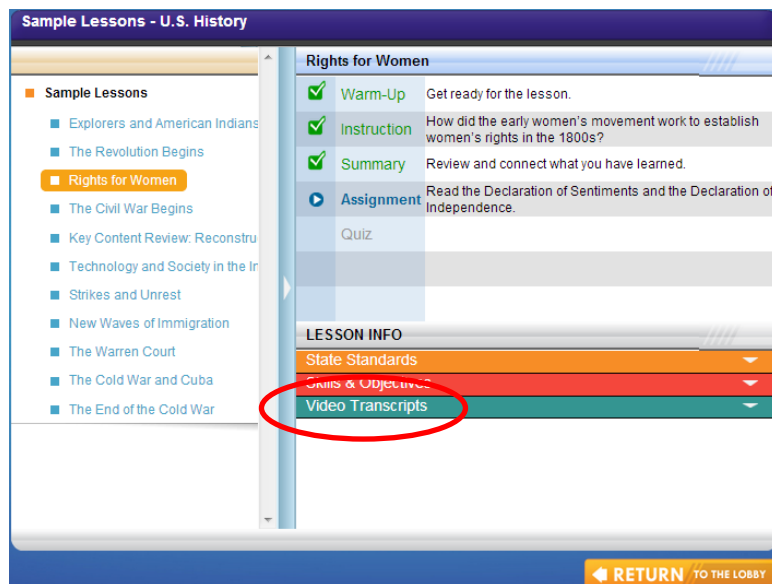 Sample Lessons - U.S. History
Sample Lessons
Explorers and American Indians
The Revolution Begins
Rights for Women
The Civil War Begins
Key Content Review: Reconstru
Technology and Society in the In
Strikes and Unrest
New Waves of Immigration
The Warren Court
The Cold War and Cuba
The End of the Cold War
Rights for Women
Warm-Up Get ready for the lesson.
Instruction How did the early women's movement work to establish
women's rights in the 1800s?
Summary Review and connect what you have learned.
Assignment Read the Declaration of Sentiments and the Declaration of
Independence.
Quiz
LESSON INFO
State Standards
Skills & Objectives
Video Transcripts
RETURN TO THE LOBBY